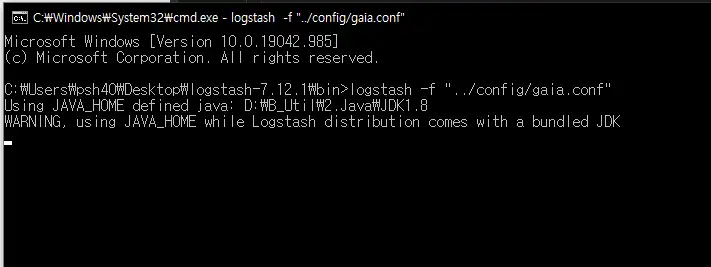 C:₩Windows₩System32₩cmd.exe - logstash  -f "../config/gaia.conf"
Microsoft Windows [Version 10.0.19042.985]
(c) Microsoft Corporation. All rights reserved.
C:₩Users₩psh40₩Desktop₩logstash-7.12.1₩bin>logstash -f "../config/gaia.conf"
Using JAVA_HOME defined java: D:₩B_Util₩2.Java₩JDK1.8
WARNING, using JAVA_HOME while Logstash distribution comes with a bundled JDK